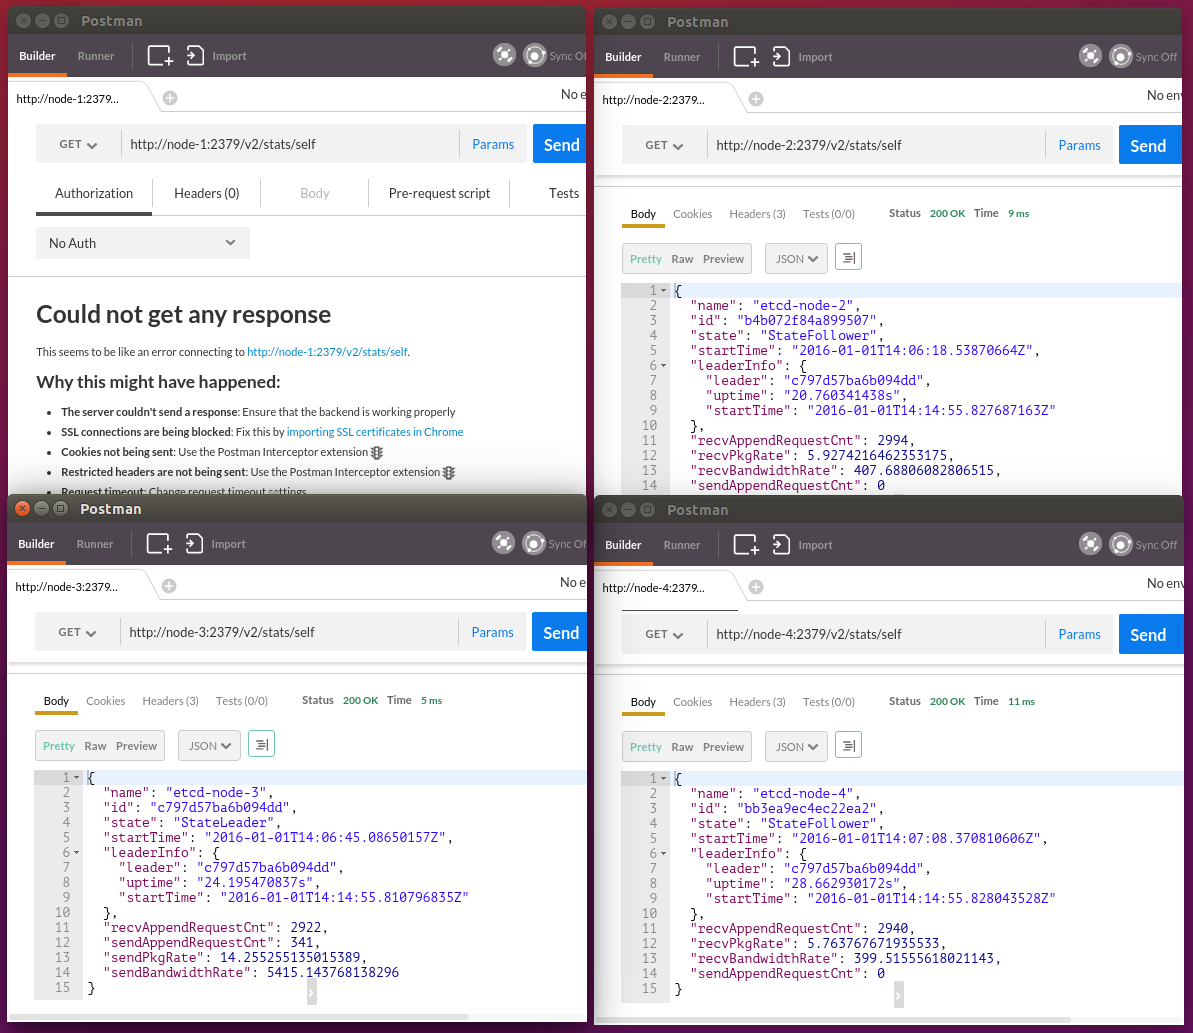 Postman
Builder Runner Import Sync Of
http://node-1:2379... No e
GET http://node-1:2379/v2/stats/self Params Send
Authorization Headers (0) Body Pre-request script Tests
No Auth
Could not get any response
This seems to be like an error connecting to http://node-1:2379/v2/stats/self.
Why this might have happened:
• The server couldn't send a response: Ensure that the backend is working properly
• SSL connections are being blocked: Fix this by importing SSL certificates in Chrome
• Cookies not being sent: Use the Postman Interceptor extension
• Restricted headers are not being sent: Use the Postman Interceptor extension
• Request timeout: Change request timeout settings
Postman
Builder Runner Import Sync Off
http://node-2:2379... No env
GET http://node-2:2379/v2/stats/self Params Send
Body Cookies Headers (3) Tests (0/0) Status 200 OK Time 9 ms
Pretty Raw Preview JSON
1 {
2 "name": "etcd-node-2",
3 "id": "b4b072f84a899507",
4 "state": "StateFollower",
5 "startTime": "2016-01-01T14:06:18.53870664Z",
6 "leaderInfo": {
7 "leader": "c797d57ba6b094dd",
8 "uptime": "20.760341438s",
9 "startTime": "2016-01-01T14:14:55.827687163Z"
10 },
11 "recvAppendRequestCnt": 2994,
12 "recvPkgRate": 5.9274216462353175,
13 "recvBandwidthRate": 407.68806082806515,
14 "sendAppendRequestCnt": 0
Postman
Builder Runner Import Sync Of
http://node-3:2379... No e
GET http://node-3:2379/v2/stats/self Params Send
Body Cookies Headers (3) Tests (0/0) Status 200 OK Time 5 ms
Pretty Raw Preview JSON
1 {
2 "name": "etcd-node-3",
3 "id": "c797d57ba6b094dd",
4 "state": "StateLeader",
5 "startTime": "2016-01-01T14:06:45.08650157Z",
6 "leaderInfo": {
7 "leader": "c797d57ba6b094dd",
8 "uptime": "24.195470837s",
9 "startTime": "2016-01-01T14:14:55.810796835Z"
10 },
11 "recvAppendRequestCnt": 2922,
12 "sendAppendRequestCnt": 341,
13 "sendPkgRate": 14.255255135015389,
14 "sendBandwidthRate": 5415.143768138296
15 }
Postman
Builder Runner Import Sync Off
http://node-4:2379... No env
GET http://node-4:2379/v2/stats/self Params Send
Body Cookies Headers (3) Tests (0/0) Status 200 OK Time 11 ms
Pretty Raw Preview JSON
1 {
2 "name": "etcd-node-4",
3 "id": "bb3ea9ec4ec22ea2",
4 "state": "StateFollower",
5 "startTime": "2016-01-01T14:07:08.370810606Z",
6 "leaderInfo": {
7 "leader": "c797d57ba6b094dd",
8 "uptime": "28.662930172s",
9 "startTime": "2016-01-01T14:14:55.828043528Z"
10 },
11 "recvAppendRequestCnt": 2940,
12 "recvPkgRate": 5.763767671935533,
13 "recvBandwidthRate": 399.51555618021143,
14 "sendAppendRequestCnt": 0
15 }